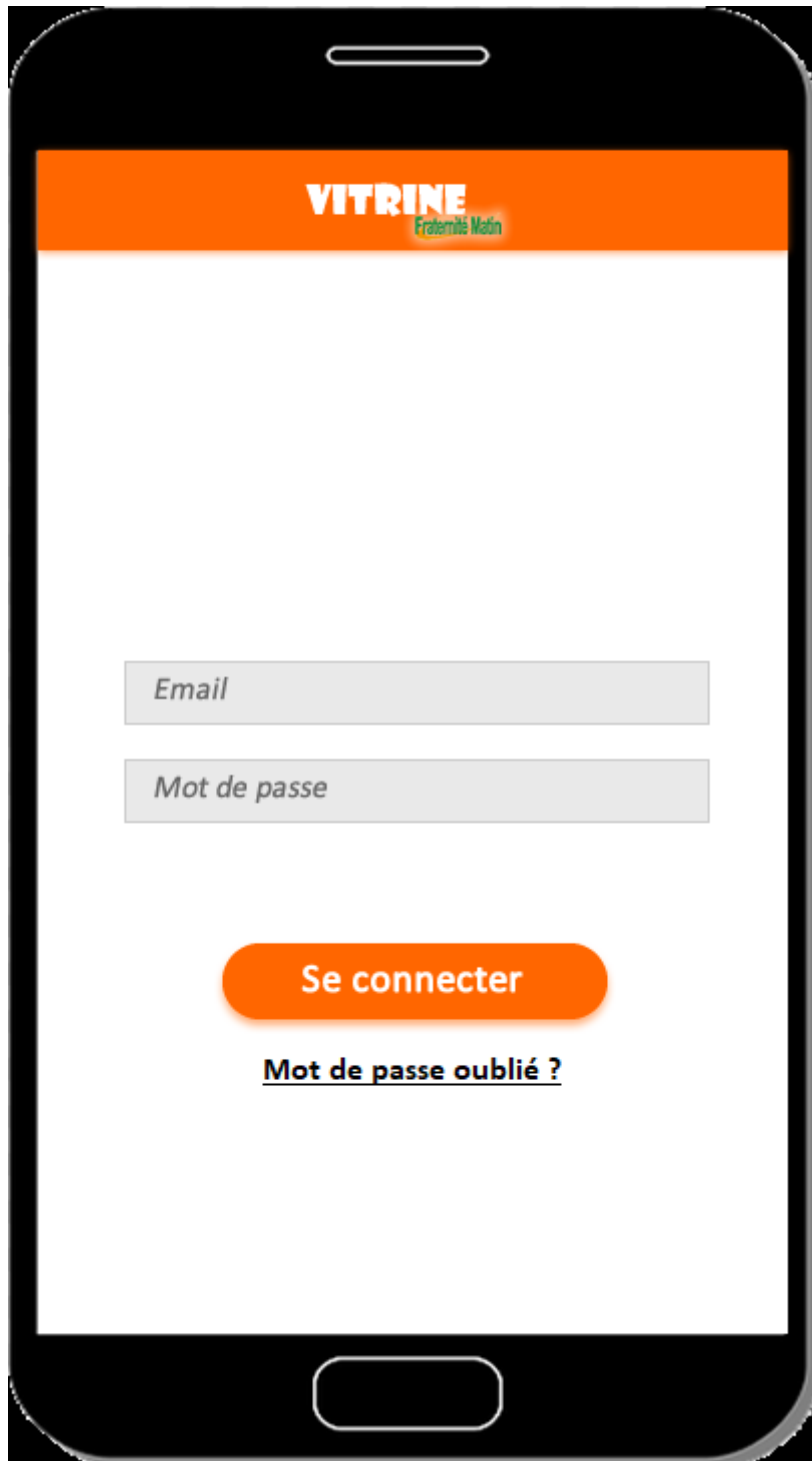 VITRINE
Fraternité Matin
Email
Mot de passe
Se connecter
Mot de passe oublié ?